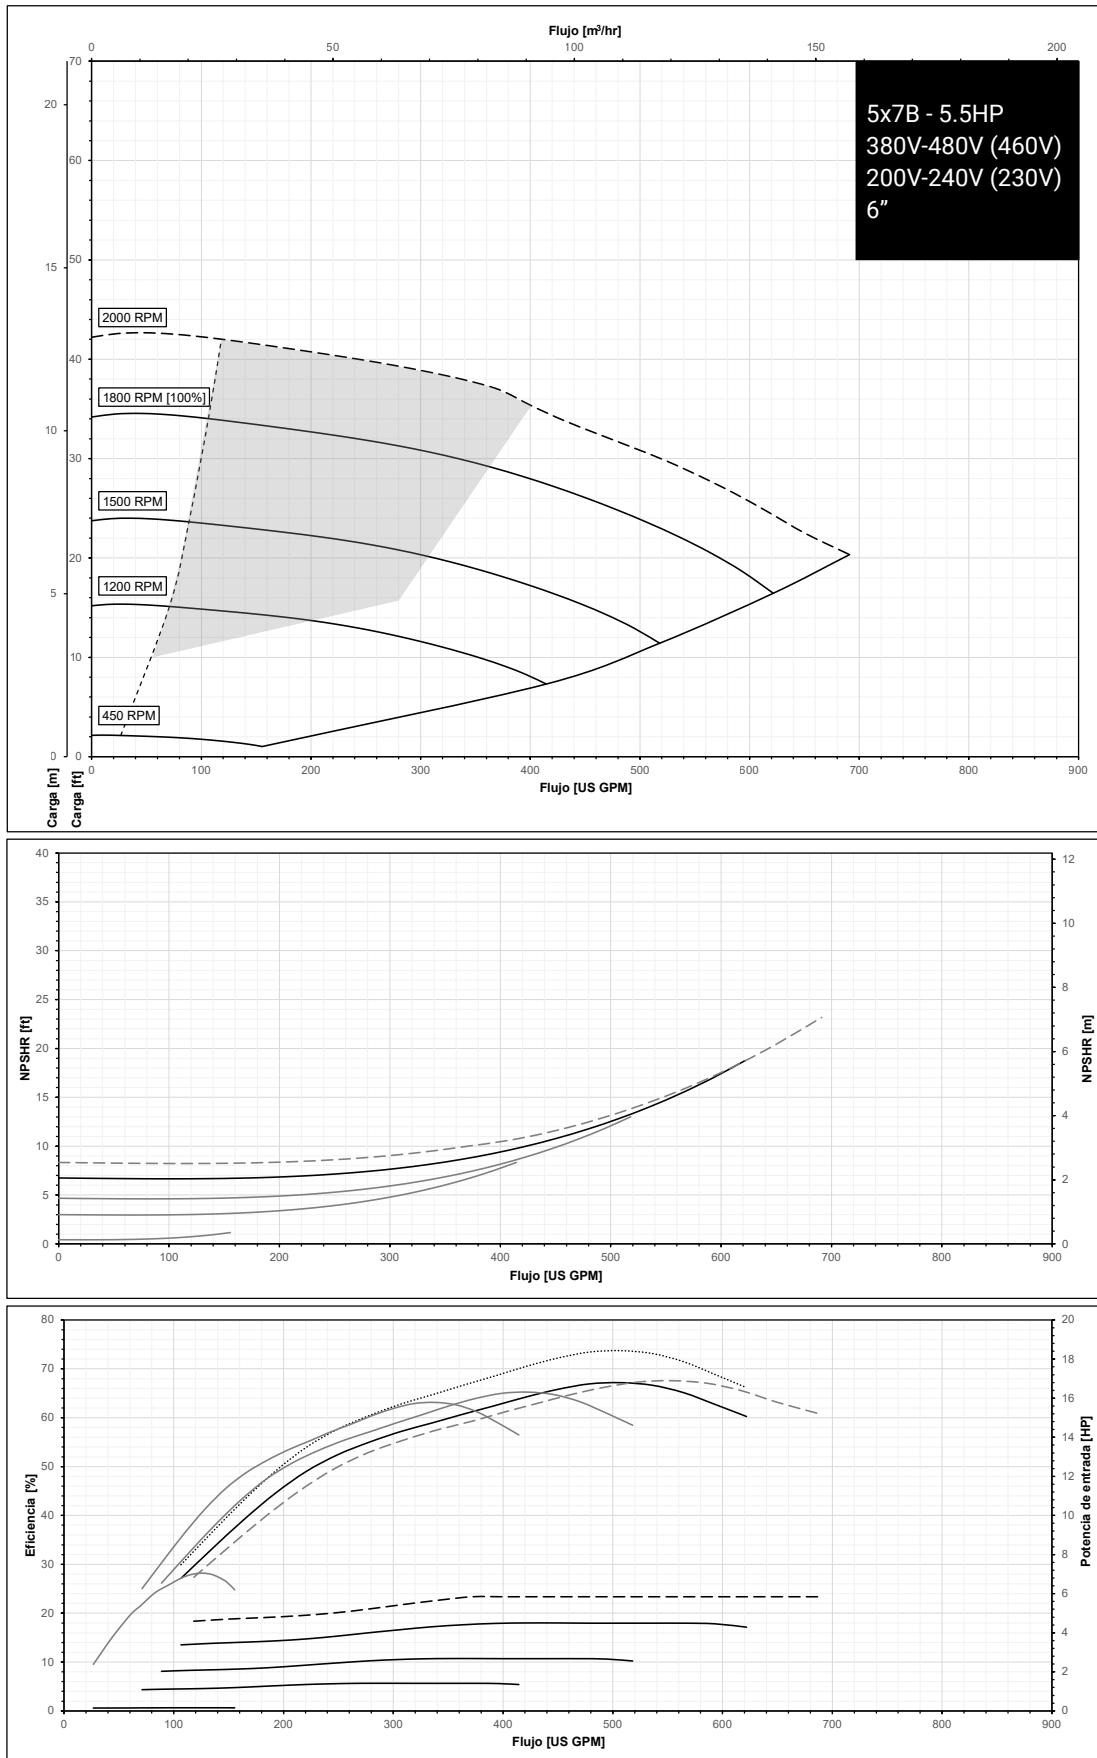 Flujo [m³/hr]
0 50 100 150 200
5x7B - 5.5HP
380V-480V (460V)
200V-240V (230V)
6”
70
60
50
40
30
20
10
0
20
15
10
5
0
2000 RPM
1800 RPM [100%]
1500 RPM
1200 RPM
450 RPM
0 100 200 300 400 500 600 700 800 900
Flujo [US GPM]
Carga [m]
Carga [ft]
40
35
30
25
20
15
10
5
0
NPSHR [ft]
12
10
8
6
4
2
0
NPSHR [m]
0 100 200 300 400 500 600 700 800 900
Flujo [US GPM]
80
70
60
50
40
30
20
10
0
Eficiencia [%]
20
18
16
14
12
10
8
6
4
2
0
Potencia de entrada [HP]
0 100 200 300 400 500 600 700 800 900
Flujo [US GPM]